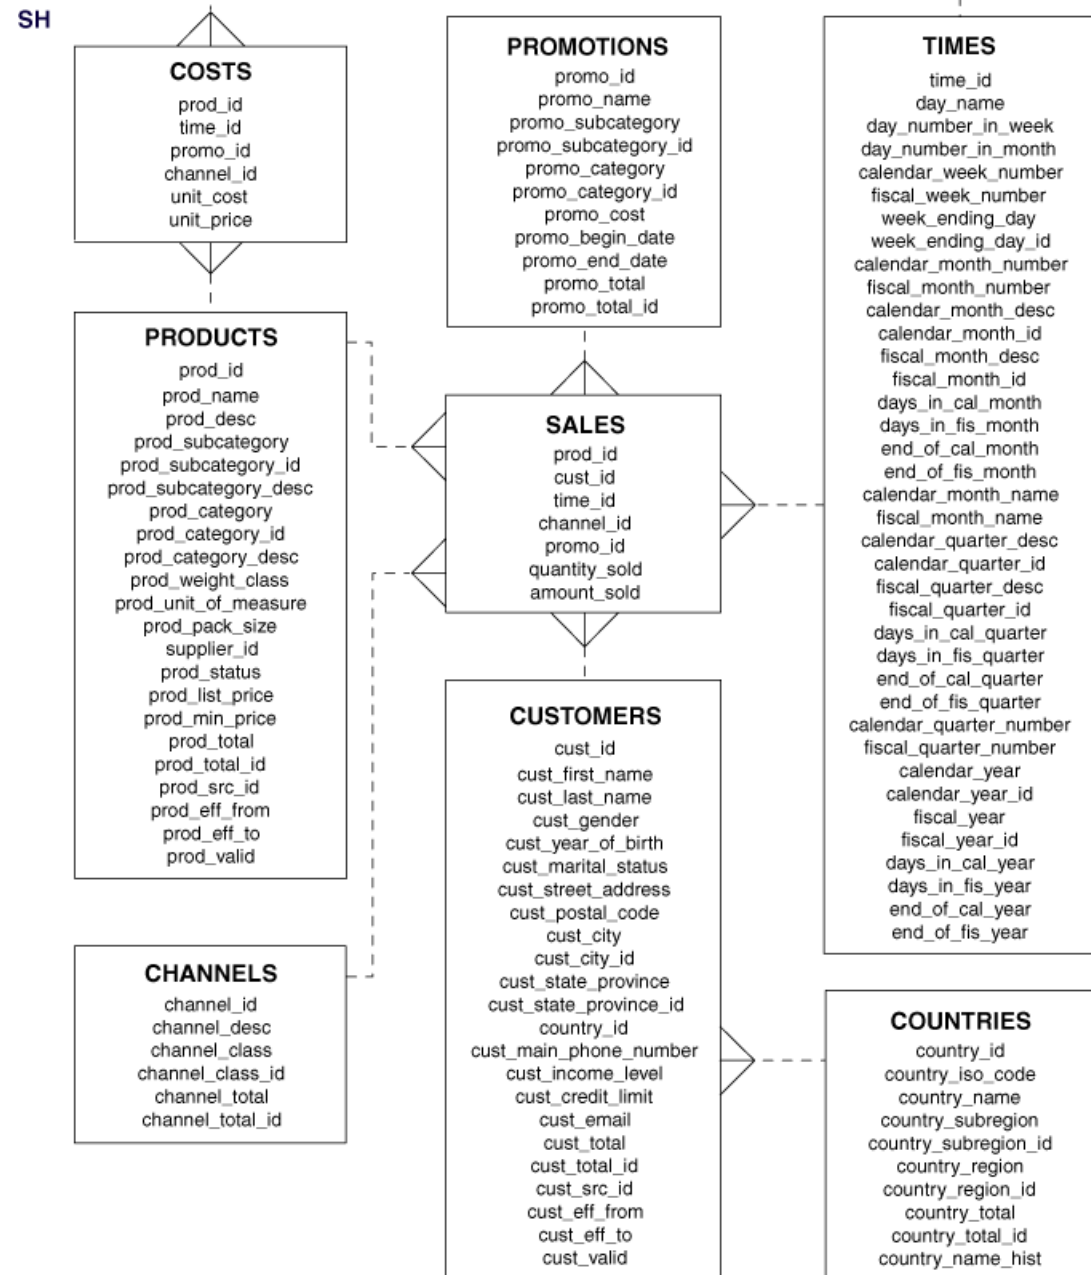 SH
COSTS
prod_id
time_id
promo_id
channel_id
unit_cost
unit_price
PRODUCTS
prod_id
prod_name
prod_desc
prod_subcategory
prod_subcategory_id
prod_subcategory_desc
prod_category
prod_category_id
prod_category_desc
prod_weight_class
prod_unit_of_measure
prod_pack_size
supplier_id
prod_status
prod_list_price
prod_min_price
prod_total
prod_total_id
prod_src_id
prod_eff_from
prod_eff_to
prod_valid
CHANNELS
channel_id
channel_desc
channel_class
channel_class_id
channel_total
channel_total_id
PROMOTIONS
promo_id
promo_name
promo_subcategory
promo_subcategory_id
promo_category
promo_category_id
promo_cost
promo_begin_date
promo_end_date
promo_total
promo_total_id
SALES
prod_id
cust_id
time_id
channel_id
promo_id
quantity_sold
amount_sold
CUSTOMERS
cust_id
cust_first_name
cust_last_name
cust_gender
cust_year_of_birth
cust_marital_status
cust_street_address
cust_postal_code
cust_city
cust_city_id
cust_state_province
cust_state_province_id
country_id
cust_main_phone_number
cust_income_level
cust_credit_limit
cust_email
cust_total
cust_total_id
cust_src_id
cust_eff_from
cust_eff_to
cust_valid
TIMES
time_id
day_name
day_number_in_week
day_number_in_month
calendar_week_number
fiscal_week_number
week_ending_day
week_ending_day_id
calendar_month_number
fiscal_month_number
calendar_month_desc
calendar_month_id
fiscal_month_desc
fiscal_month_id
days_in_cal_month
days_in_fis_month
end_of_cal_month
end_of_fis_month
calendar_month_name
fiscal_month_name
calendar_quarter_desc
calendar_quarter_id
fiscal_quarter_desc
fiscal_quarter_id
days_in_cal_quarter
days_in_fis_quarter
end_of_cal_quarter
end_of_fis_quarter
calendar_quarter_number
fiscal_quarter_number
calendar_year
calendar_year_id
fiscal_year
fiscal_year_id
days_in_cal_year
days_in_fis_year
end_of_cal_year
end_of_fis_year
COUNTRIES
country_id
country_iso_code
country_name
country_subregion
country_subregion_id
country_region
country_region_id
country_total
country_total_id
country_name_hist